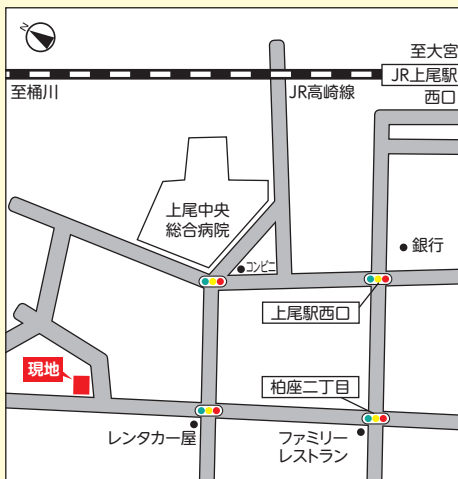 N
至大宮
JR上尾駅
西口
至桶川
JR高崎線
上尾中央
総合病院
コンビニ
銀行
上尾駅西口
現地
柏座二丁目
レンタカー屋
ファミリー
レストラン